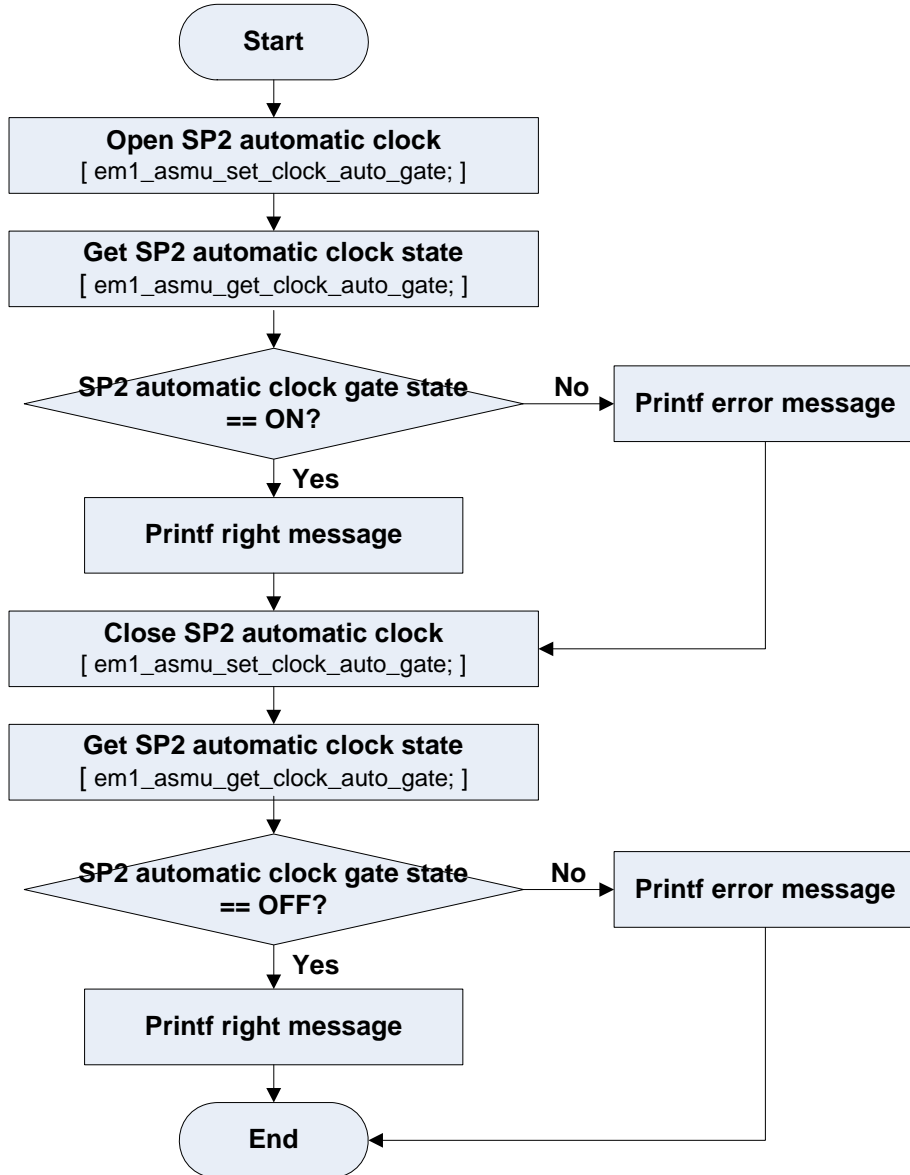 Start
Open SP2 automatic clock
[ em1_asmu_set_clock_auto_gate; ]
Get SP2 automatic clock state
[ em1_asmu_get_clock_auto_gate; ]
SP2 automatic clock gate state
== ON?
No
Printf error message
Yes
Printf right message
Close SP2 automatic clock
[ em1_asmu_set_clock_auto_gate; ]
Get SP2 automatic clock state
[ em1_asmu_get_clock_auto_gate; ]
SP2 automatic clock gate state
== OFF?
No
Printf error message
Yes
Printf right message
End